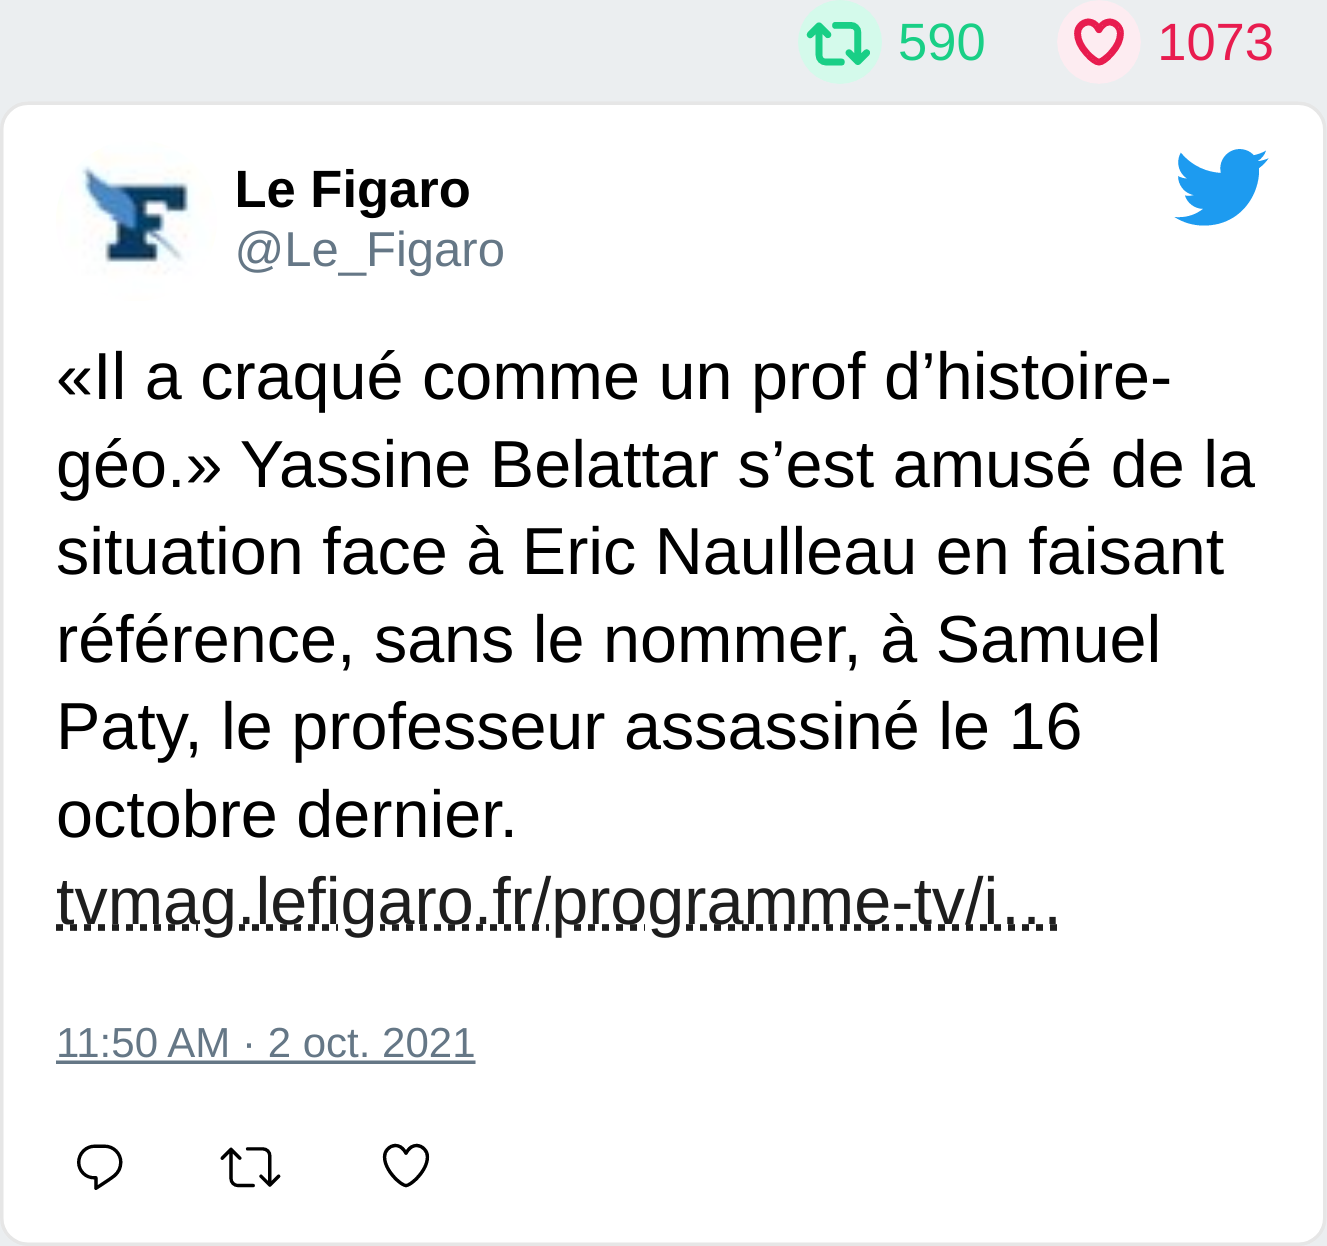 590 1073
Le Figaro
@Le_Figaro
«Il a craqué comme un prof d’histoire-
géo.» Yassine Belattar s’est amusé de la
situation face à Eric Naulleau en faisant
référence, sans le nommer, à Samuel
Paty, le professeur assassiné le 16
octobre dernier.
tvmag.lefigaro.fr/programme-tv/i…
11:50 AM · 2 oct. 2021